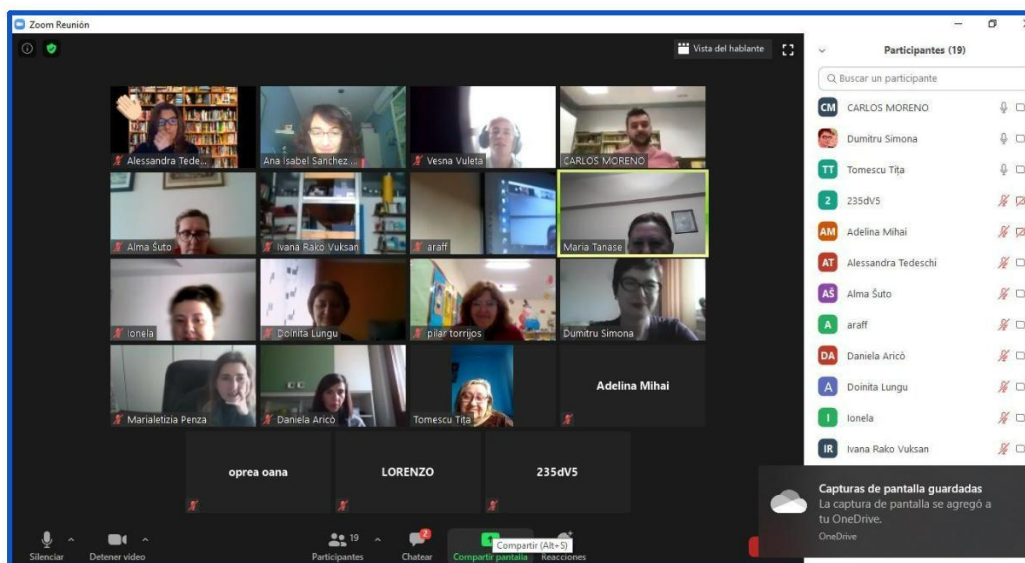 Zoom Reunión
Vista del hablante
Alessandra Tede...
Ana Isabel Sanchez ...
Vesna Vuleta
CARLOS MORENO
Alma Šuto
Ivana Rako Vuksan
araff
Maria Tanase
Ionela
Doinita Lungu
pilar torrijos
Dumitru Simona
Marialetizia Penza
Daniela Aricò
Tomescu Tița
Adelina Mihai
oprea oana
LORENZO
235dV5
Silenciar
Detener video
19
Participantes
2
Chatear
Compartir pantalla
Compartir (Alt+S)
Reacciones
Participantes (19)
Buscar un participante
CM CARLOS MORENO
Dumitru Simona
TT Tomescu Tița
2 235dV5
AM Adelina Mihai
AT Alessandra Tedeschi
AŠ Alma Šuto
A araff
DA Daniela Aricò
A Doinita Lungu
I Ionela
IR Ivana Rako Vuksan
Capturas de pantalla guardadas
La captura de pantalla se agregó a
tu OneDrive.
OneDrive